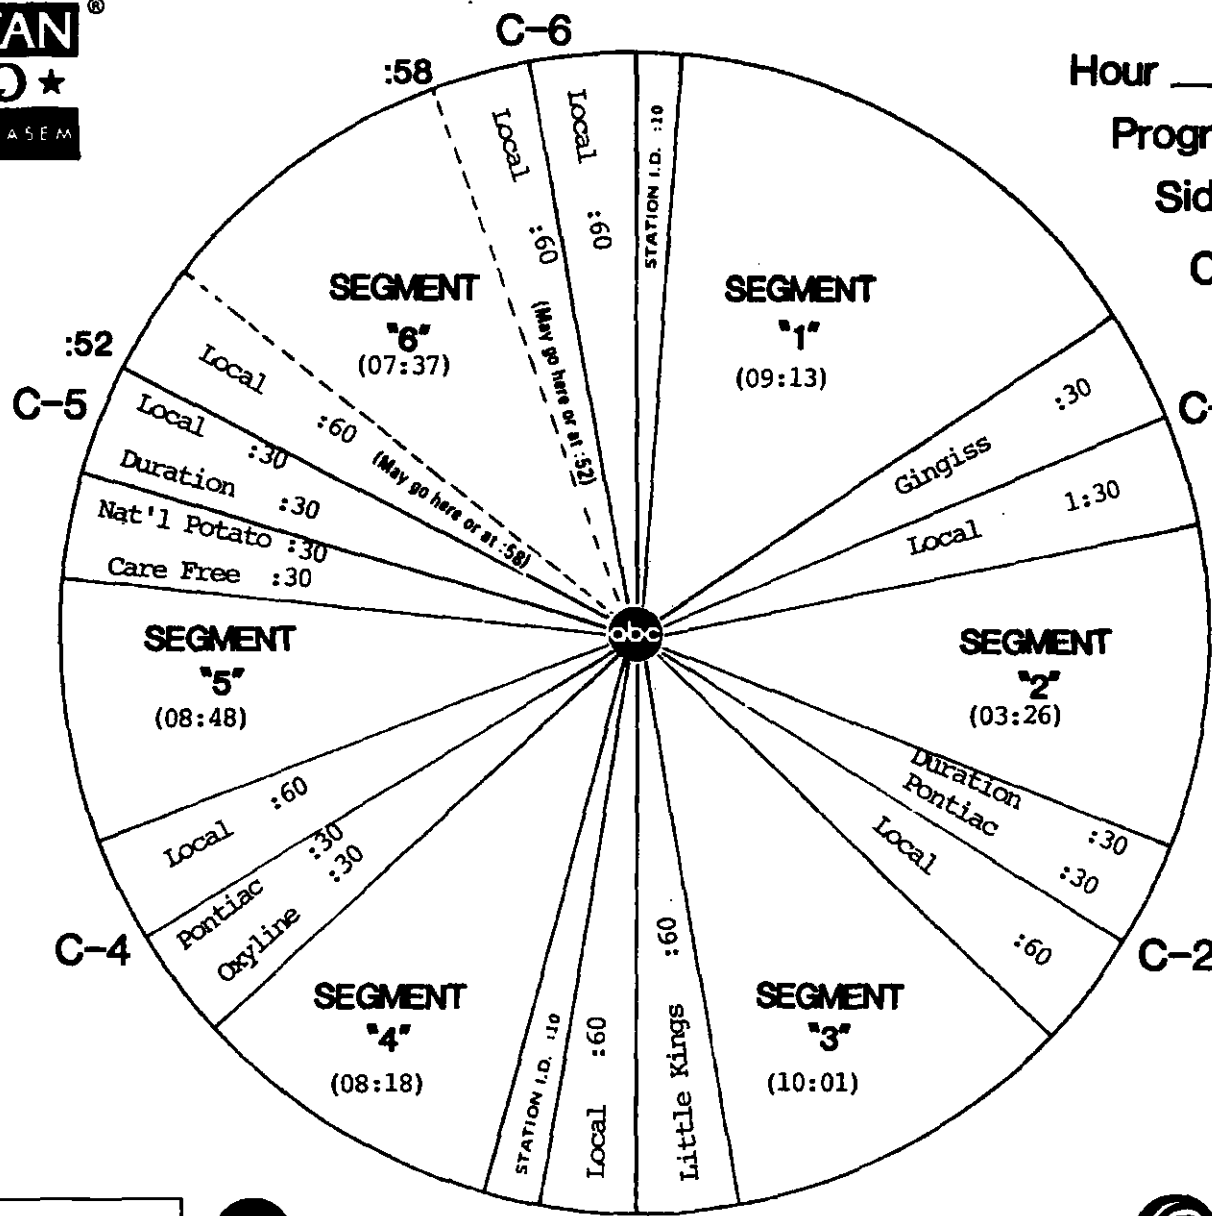 ®
C-6
:58
Hour
ASEM
Local :60
Local :60
STATION I.D. :10
SEGMENT
"1"
(09:13)
Gingiss :30
Local 1:30
SEGMENT
"2"
(03:26)
Duration :30
Pontiac :30
Local :60
C-2
SEGMENT
"3"
(10:01)
Little Kings :60
Local :60
STATION I.D. :10
SEGMENT
"4"
(08:18)
Oxyline :30
Pontiac :30
Local :60
C-4
SEGMENT
"5"
(08:48)
Care Free :30
Nat'l Potato :30
Duration :30
Local :30
C-5
:52
Local :60 (May go here or at :58)
SEGMENT
"6"
(07:37)
(May go here or at :52)
abc